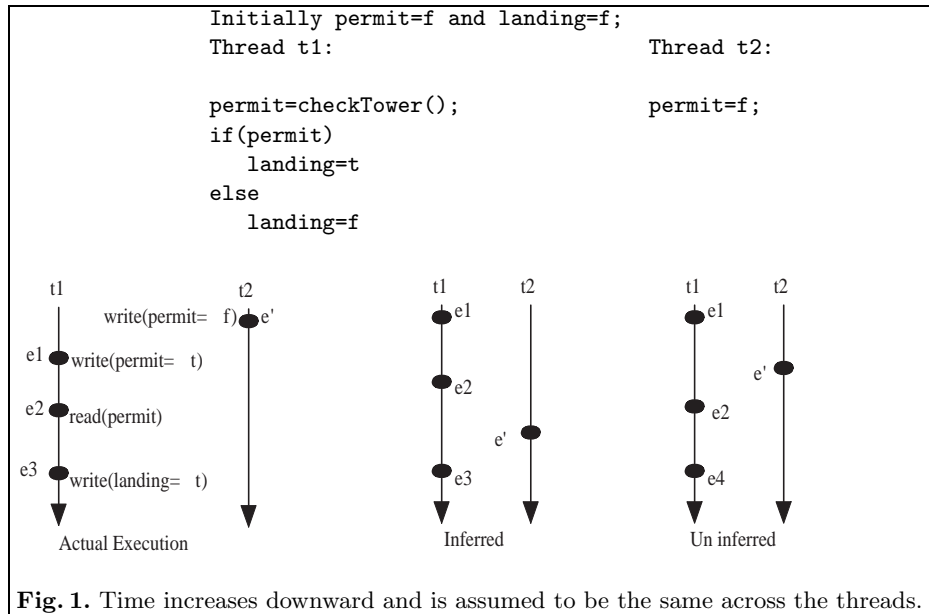 Initially permit=f and landing=f;
Thread t1: Thread t2:
permit=checkTower(); permit=f;
if(permit)
landing=t
else
landing=f
t1 t2
write(permit= f) e'
e1 write(permit= t)
e2 read(permit)
e3 write(landing= t)
Actual Execution
t1 t2
e1
e2
e'
e3
Inferred
t1 t2
e1
e'
e2
e4
Un inferred
Fig. 1. Time increases downward and is assumed to be the same across the threads.